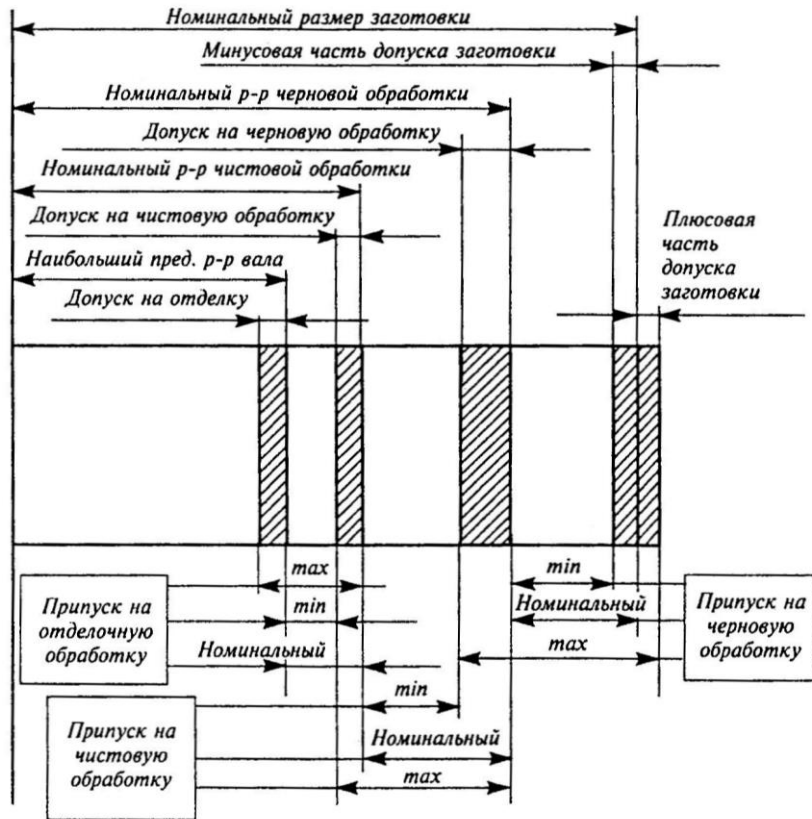 Номинальный размер заготовки
Минусовая часть допуска заготовки
Номинальный р-р черновой обработки
Допуск на черновую обработку
Номинальный р-р чистовой обработки
Допуск на чистовую обработку
Плюсовая
часть
допуска
заготовки
Наибольший пред. р-р вала
Допуск на отделку
max
min
Номинальный
Припуск на
отделочную
обработку
min
Номинальный
max
Припуск на
черновую
обработку
min
Номинальный
max
Припуск на
чистовую
обработку